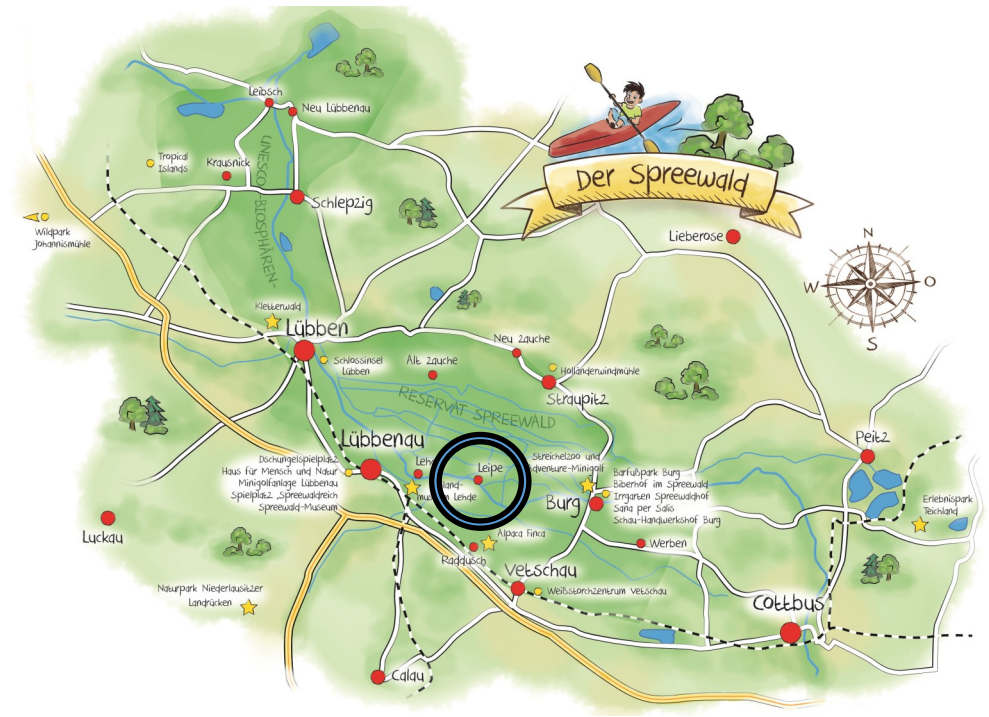 Der Spreewald
Leibsch
Neu Lübbenau
Tropical
Islands
Krausnick
Schlepzig
UNESCO-BIOSPHÄREN-
Wildpark
Johannismühle
Lieberose
N
W
O
S
Kletterwald
Lübben
Schlossinsel
Lübben
Alt Zauche
Neu Zauche
Holländerwindmühle
Straupitz
RESERVAT SPREEWALD
Lübbenau
Dschungelspielplatz
Haus für Mensch und Natur
Minigolfanlage Lübbenau
Spielplatz „Spreewaldreich
Spreewald-Museum
Leipe
Streichelzoo und
Burg
Barfußpark Burg
Biberhof im Spreewald
Irrgarten Spreewaldhof
Sana per Salis
Schau-Handwerkshof Burg
Peitz
Erlebnispark
Teichland
Luckau
Alpaca Finca
Raddusch
Werben
Vetschau
Weißstorchzentrum Vetschau
Naturpark Niederlausitzer
Landrücken
Cottbus
Calau